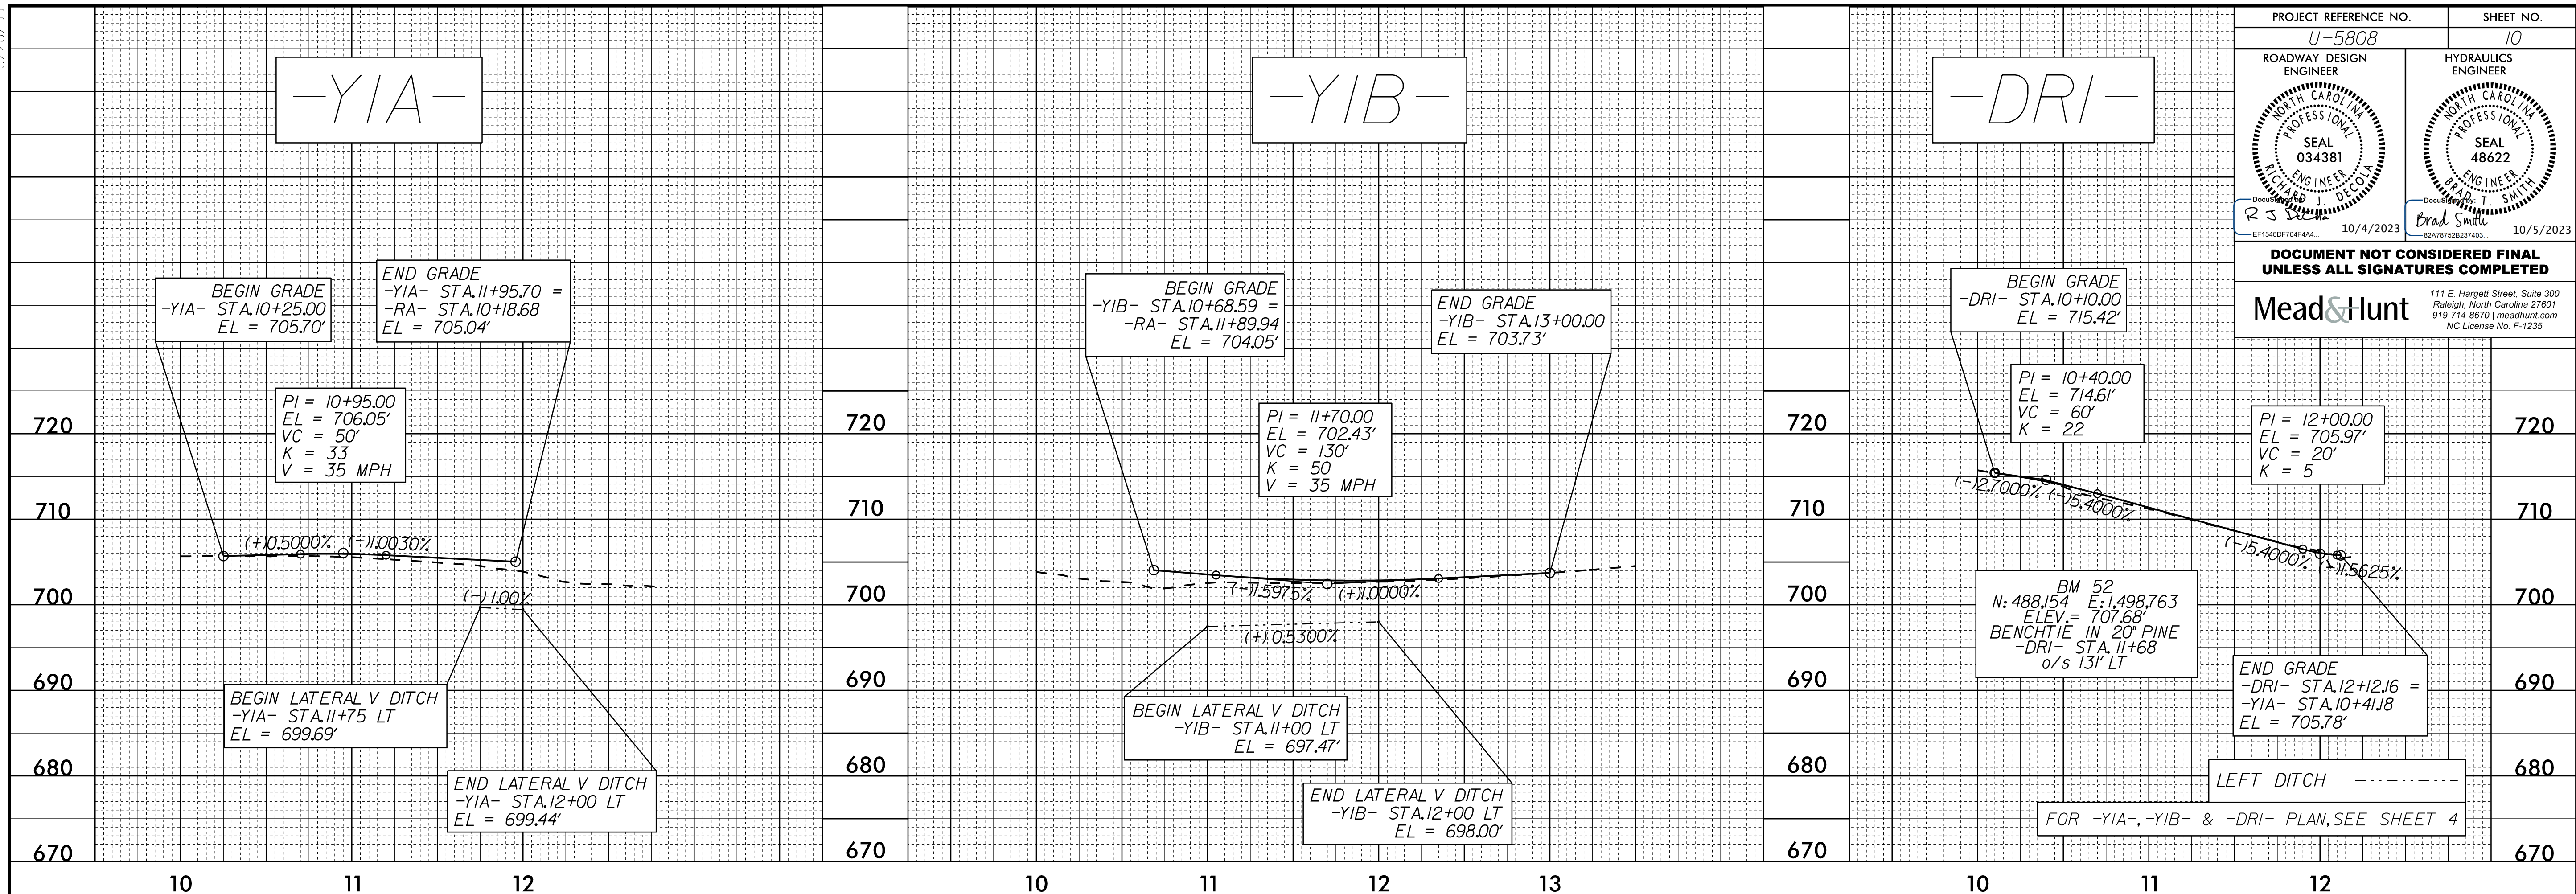 -Y1A-
-Y1B-
-DR1-
PROJECT REFERENCE NO.
SHEET NO.
U-5808
10
ROADWAY DESIGN
ENGINEER
HYDRAULICS
ENGINEER
NORTH CAROLINA
PROFESSIONAL
SEAL
034381
ENGINEER
RICHARD J. DECOLA
NORTH CAROLINA
PROFESSIONAL
SEAL
48622
ENGINEER
BRAD T. SMITH
R J DeCola
EF1546DF704F4A4...
10/4/2023
DocuSigned by:
Brad Smith
82A78752B237403...
10/5/2023
DOCUMENT NOT CONSIDERED FINAL
UNLESS ALL SIGNATURES COMPLETED
Mead&Hunt
111 E. Hargett Street, Suite 300
Raleigh, North Carolina 27601
919-714-8670 | meadhunt.com
NC License No. F-1235
BEGIN GRADE
-Y1A- STA.10+25.00
EL = 705.70'
END GRADE
-Y1A- STA.11+95.70 =
-RA- STA.10+18.68
EL = 705.04'
PI = 10+95.00
EL = 706.05'
VC = 50'
K = 33
V = 35 MPH
(+)0.5000%
(-)1.0030%
(-)1.00%
BEGIN LATERAL V DITCH
-Y1A- STA.11+75 LT
EL = 699.69'
END LATERAL V DITCH
-Y1A- STA.12+00 LT
EL = 699.44'
720
710
700
690
680
670
10
11
12
BEGIN GRADE
-Y1B- STA.10+68.59 =
-RA- STA.11+89.94
EL = 704.05'
END GRADE
-Y1B- STA.13+00.00
EL = 703.73'
PI = 11+70.00
EL = 702.43'
VC = 130'
K = 50
V = 35 MPH
(-)1.5975%
(+)1.0000%
(+)0.5300%
BEGIN LATERAL V DITCH
-Y1B- STA.11+00 LT
EL = 697.47'
END LATERAL V DITCH
-Y1B- STA.12+00 LT
EL = 698.00'
720
710
700
690
680
670
10
11
12
13
BEGIN GRADE
-DR1- STA.10+10.00
EL = 715.42'
PI = 10+40.00
EL = 714.61'
VC = 60'
K = 22
PI = 12+00.00
EL = 705.97'
VC = 20'
K = 5
(-)2.7000%
(-)5.4000%
(-)5.4000%
(-)1.5625%
BM 52
N: 488,154 E: 1,498,763
ELEV.= 707.68'
BENCHTIE IN 20" PINE
-DR1- STA. 11+68
o/s 131' LT
END GRADE
-DR1- STA.12+12.16 =
-Y1A- STA.10+41.18
EL = 705.78'
LEFT DITCH
FOR -Y1A-,-Y1B- & -DR1- PLAN,SEE SHEET 4
720
710
700
690
680
670
10
11
12
720
710
700
690
680
670